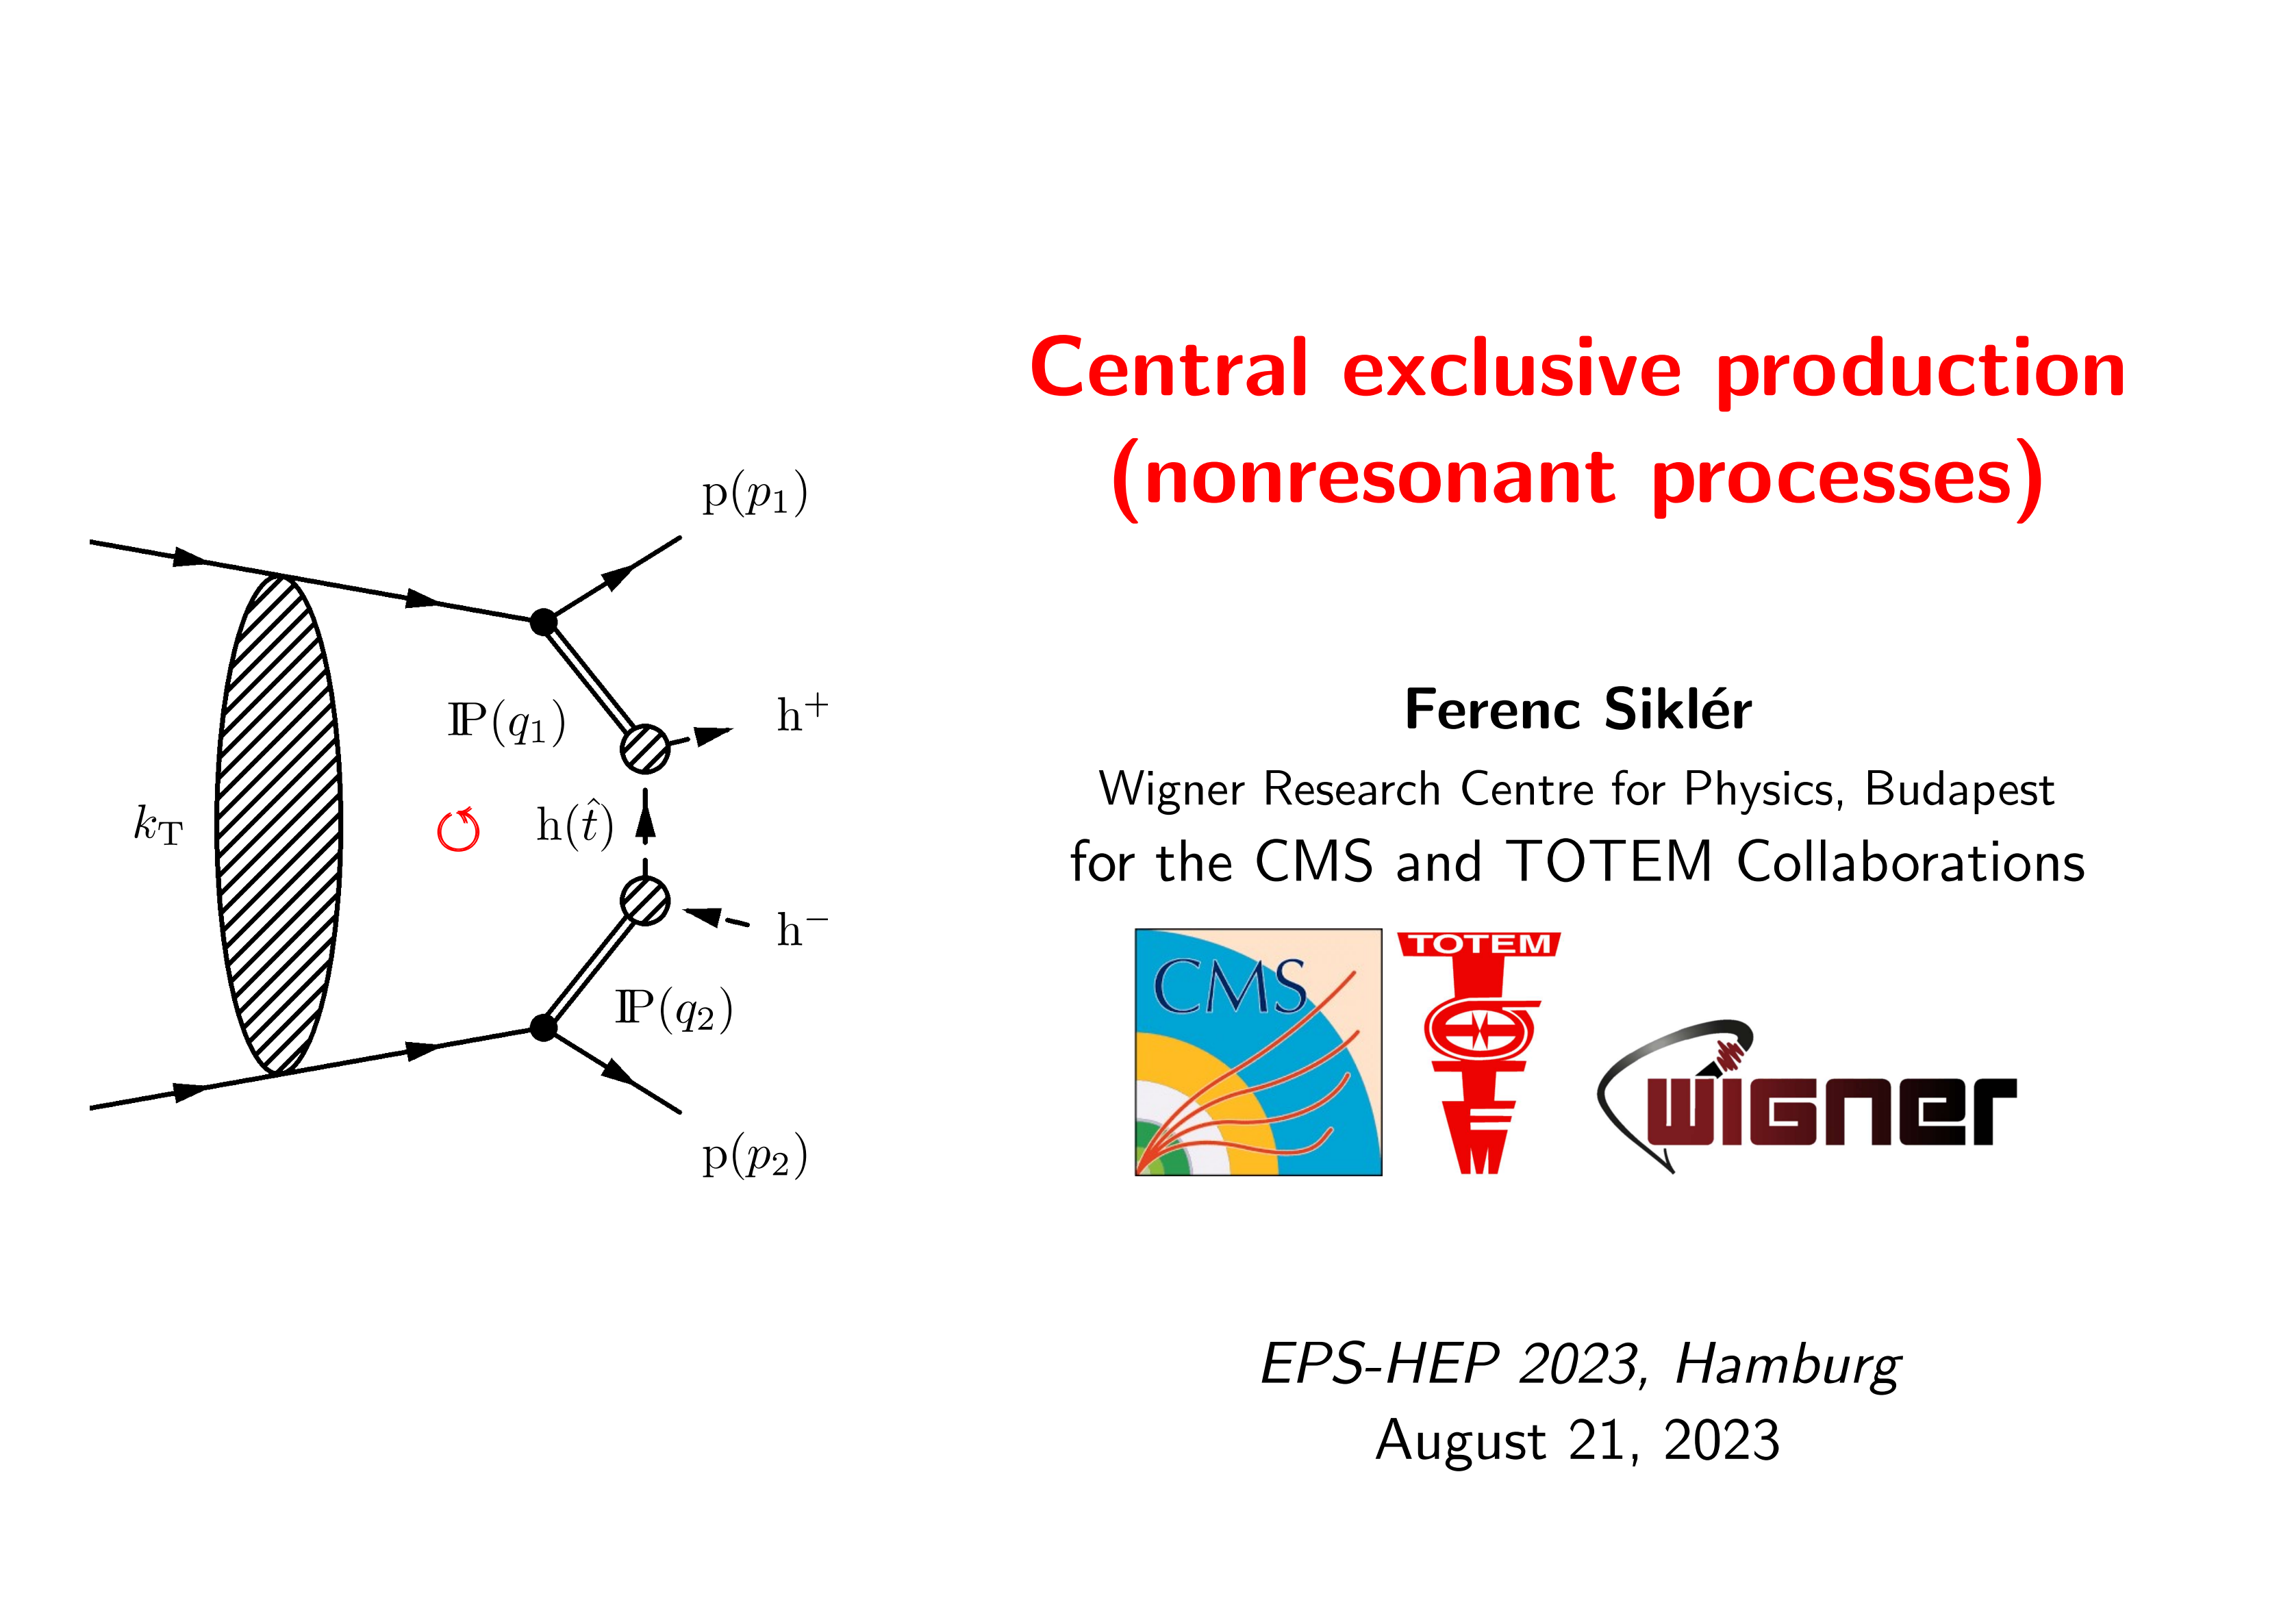 Central exclusive production
(nonresonant processes)
p(p₁)
ℙ(q₁)
h⁺
k_T
h(t̂)
h⁻
ℙ(q₂)
p(p₂)
Ferenc Siklér
Wigner Research Centre for Physics, Budapest
for the CMS and TOTEM Collaborations
CMS
TOTEM
wigner
EPS-HEP 2023, Hamburg
August 21, 2023